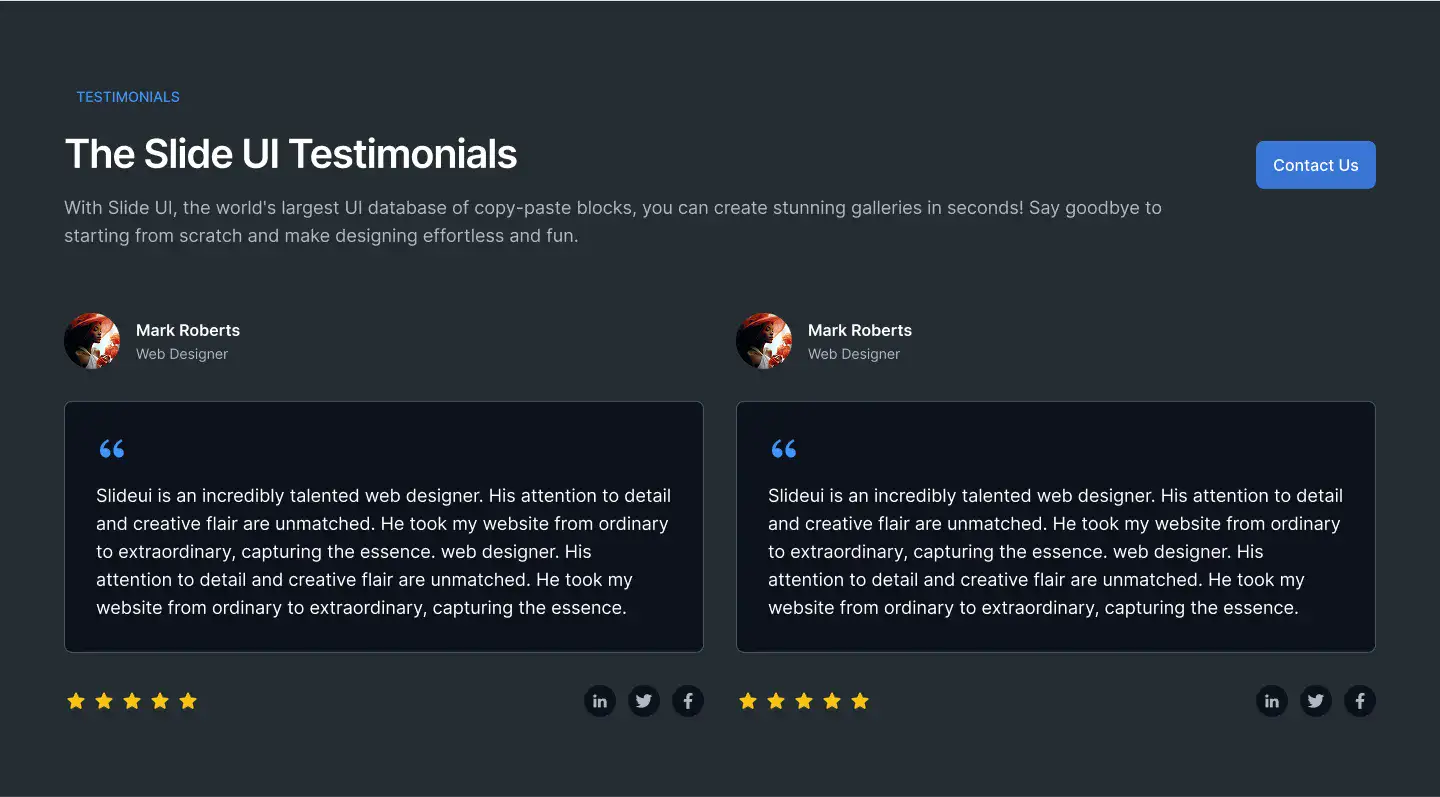 TESTIMONIALS
The Slide UI Testimonials
Contact Us
With Slide UI, the world's largest UI database of copy-paste blocks, you can create stunning galleries in seconds! Say goodbye to
starting from scratch and make designing effortless and fun.
Mark Roberts
Web Designer
“
Slideui is an incredibly talented web designer. His attention to detail
and creative flair are unmatched. He took my website from ordinary
to extraordinary, capturing the essence. web designer. His
attention to detail and creative flair are unmatched. He took my
website from ordinary to extraordinary, capturing the essence.
in
Mark Roberts
Web Designer
“
Slideui is an incredibly talented web designer. His attention to detail
and creative flair are unmatched. He took my website from ordinary
to extraordinary, capturing the essence. web designer. His
attention to detail and creative flair are unmatched. He took my
website from ordinary to extraordinary, capturing the essence.
in